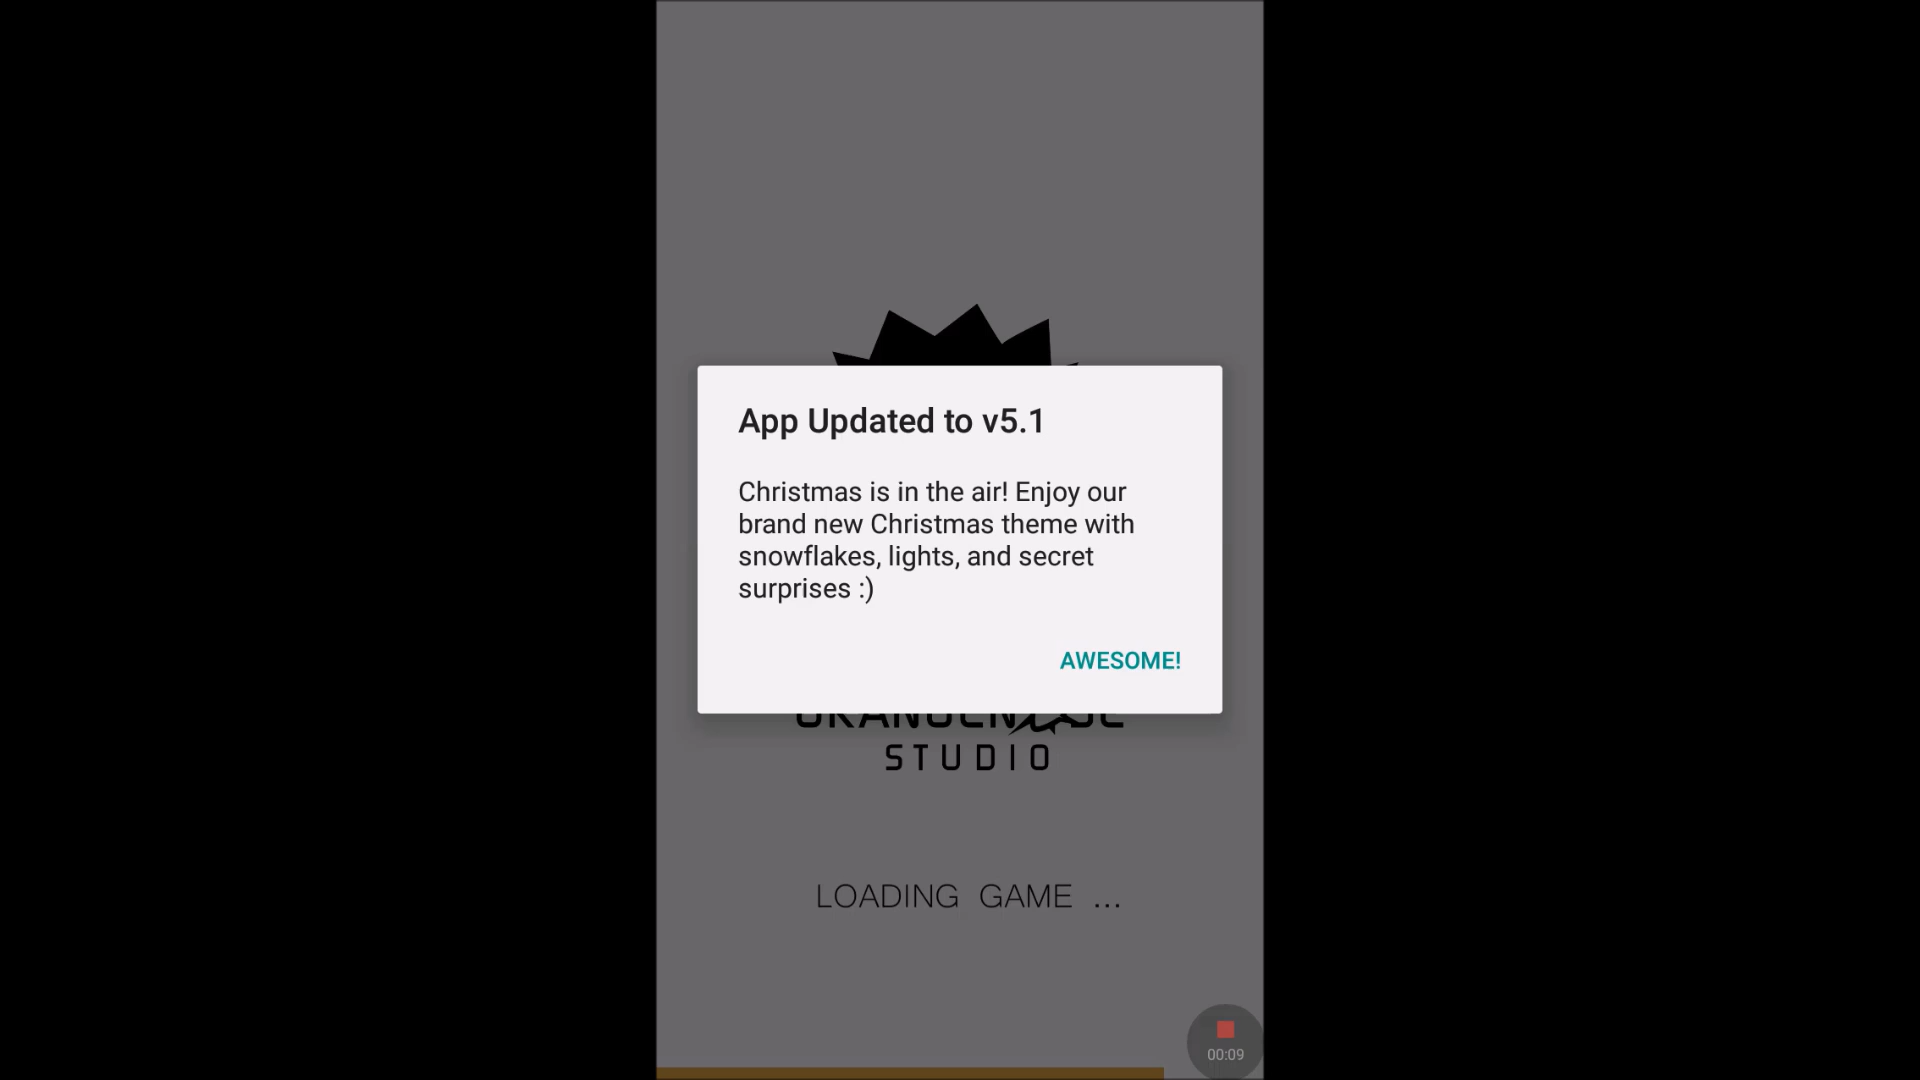 App Updated to v5.1
Christmas is in the air! Enjoy our
brand new Christmas theme with
snowflakes, lights, and secret
surprises :)
AWESOME!
STUDIO
LOADING GAME ...
00:09